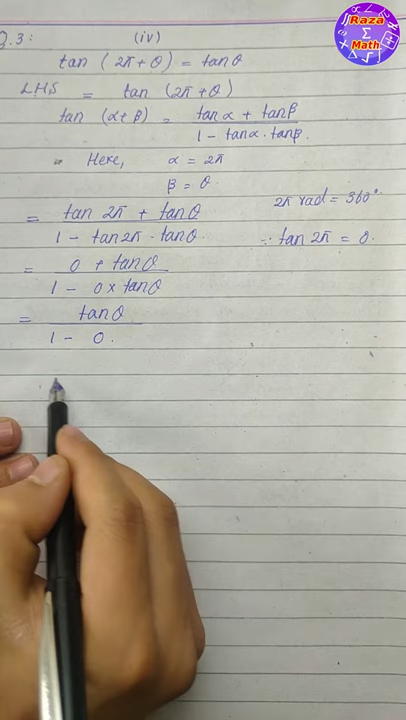 Q.3: (iv)
tan (2π + θ) = tanθ
LHS = tan (2π + θ)
tan (α + β) = tanα + tanβ / 1 - tanα · tanβ.
Here, α = 2π
β = θ.
2π rad = 360°.
= tan 2π + tanθ / 1 - tan2π · tanθ.
∵ tan 2π = 0.
= 0 + tanθ / 1 - 0 × tanθ
= tanθ / 1 - 0.
Raza
Σ
Math